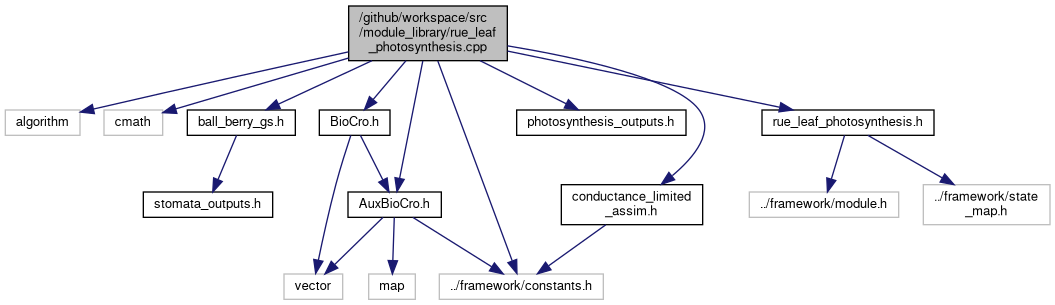 /github/workspace/src
/module_library/rue_leaf
_photosynthesis.cpp
algorithm
cmath
ball_berry_gs.h
BioCro.h
photosynthesis_outputs.h
rue_leaf_photosynthesis.h
stomata_outputs.h
AuxBioCro.h
conductance_limited
_assim.h
../framework/module.h
../framework/state
_map.h
vector
map
../framework/constants.h